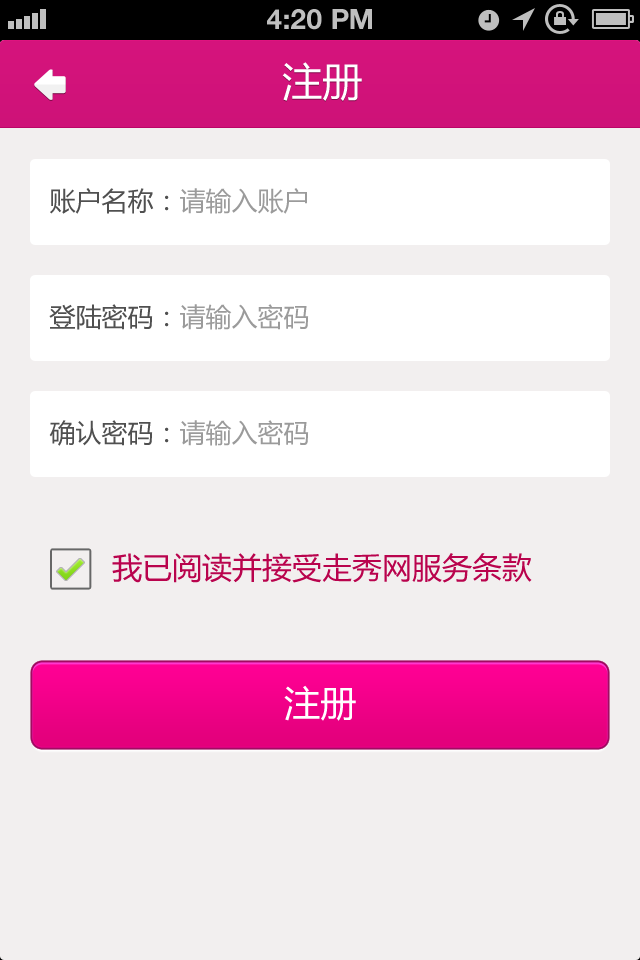 4:20 PM
注册
账户名称：请输入账户
登陆密码：请输入密码
确认密码：请输入密码
我已阅读并接受走秀网服务条款
注册